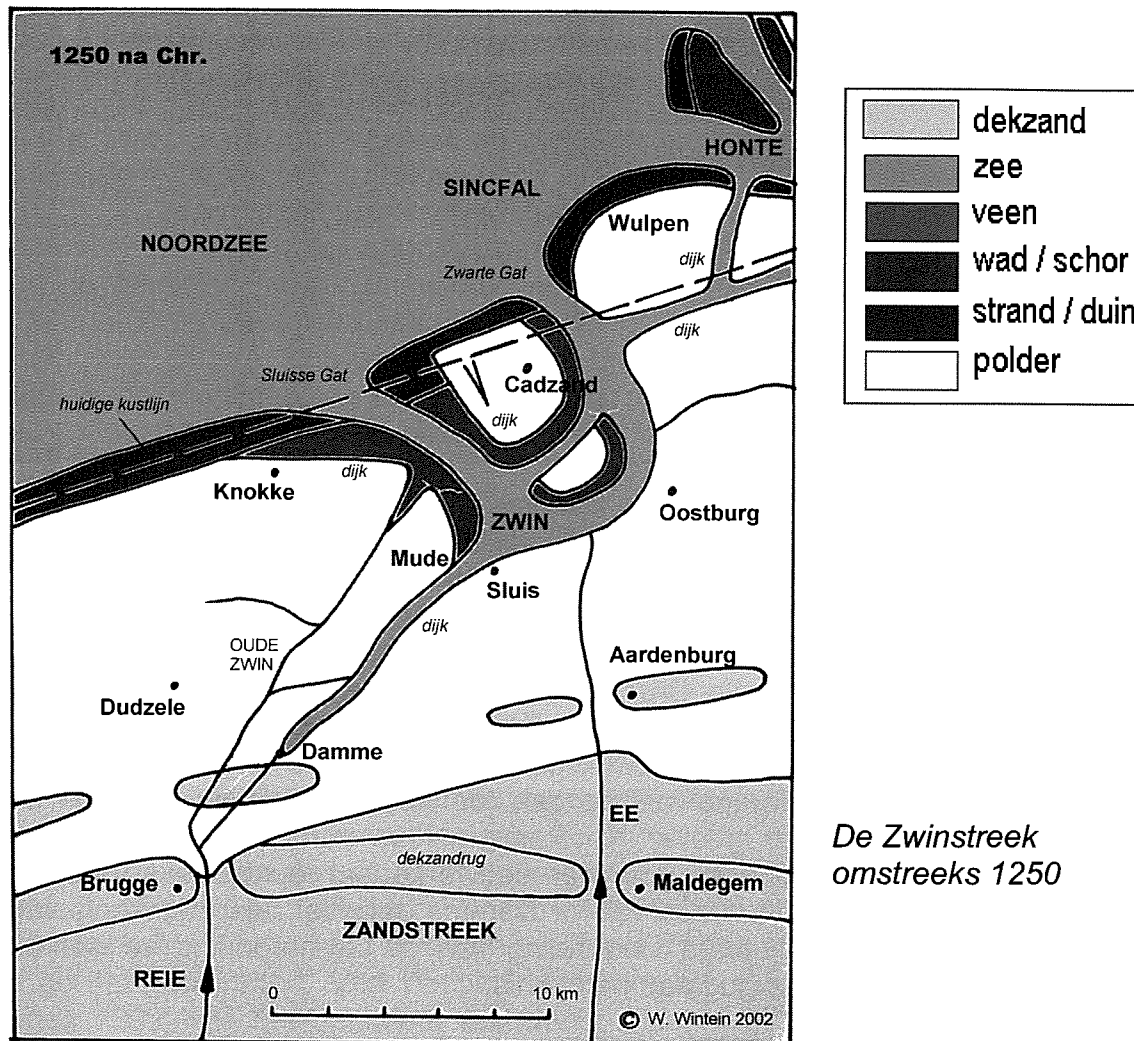 1250 na Chr.
HONTE
SINCFAL
Wulpen
NOORDZEE
dijk
Zwarte Gat
dijk
Sluisse Gat
Cadzand
huidige kustlijn
dijk
dijk
Knokke
ZWIN
Oostburg
Mude
Sluis
dijk
OUDE
ZWIN
Aardenburg
Dudzele
Damme
EE
dekzandrug
Brugge
Maldegem
ZANDSTREEK
REIE
0
10 km
© W. Wintein 2002
dekzand
zee
veen
wad / schor
strand / duin
polder
De Zwinstreek
omstreeks 1250